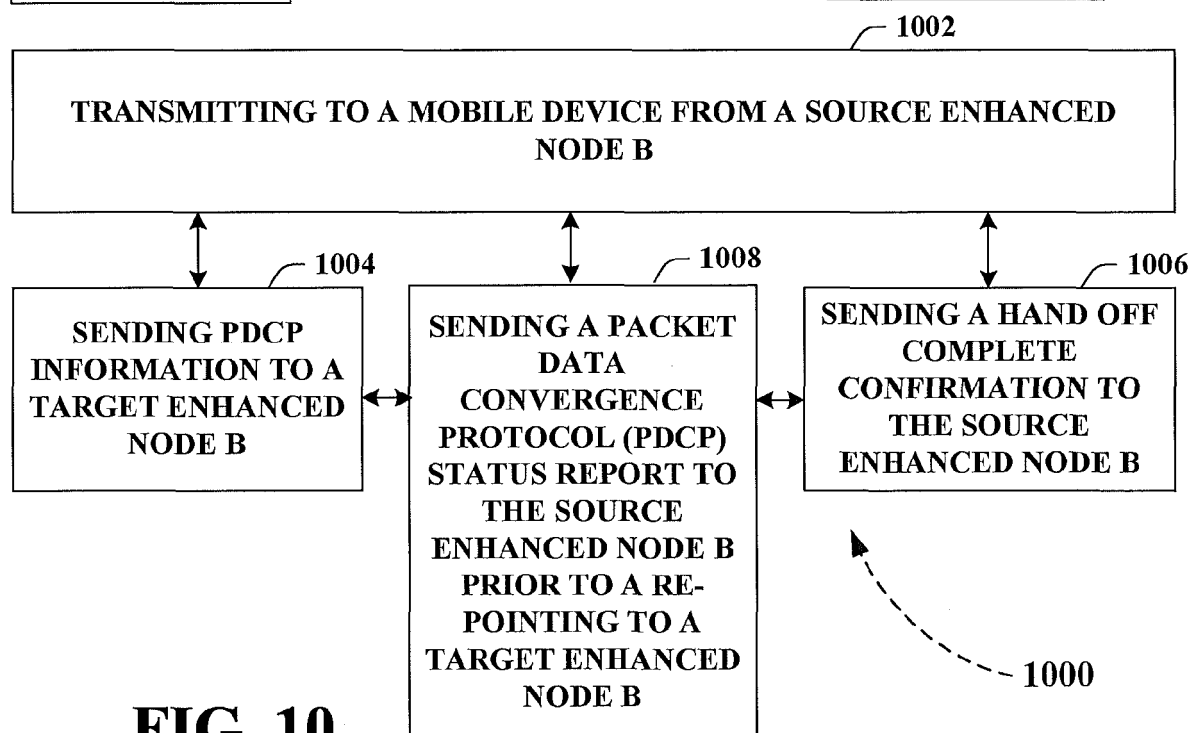 1002
TRANSMITTING TO A MOBILE DEVICE FROM A SOURCE ENHANCED
NODE B
1004
SENDING PDCP
INFORMATION TO A
TARGET ENHANCED
NODE B
1008
SENDING A PACKET
DATA
CONVERGENCE
PROTOCOL (PDCP)
STATUS REPORT TO
THE SOURCE
ENHANCED NODE B
PRIOR TO A RE-
POINTING TO A
TARGET ENHANCED
NODE B
1006
SENDING A HAND OFF
COMPLETE
CONFIRMATION TO
THE SOURCE
ENHANCED NODE B
1000
FIG. 10